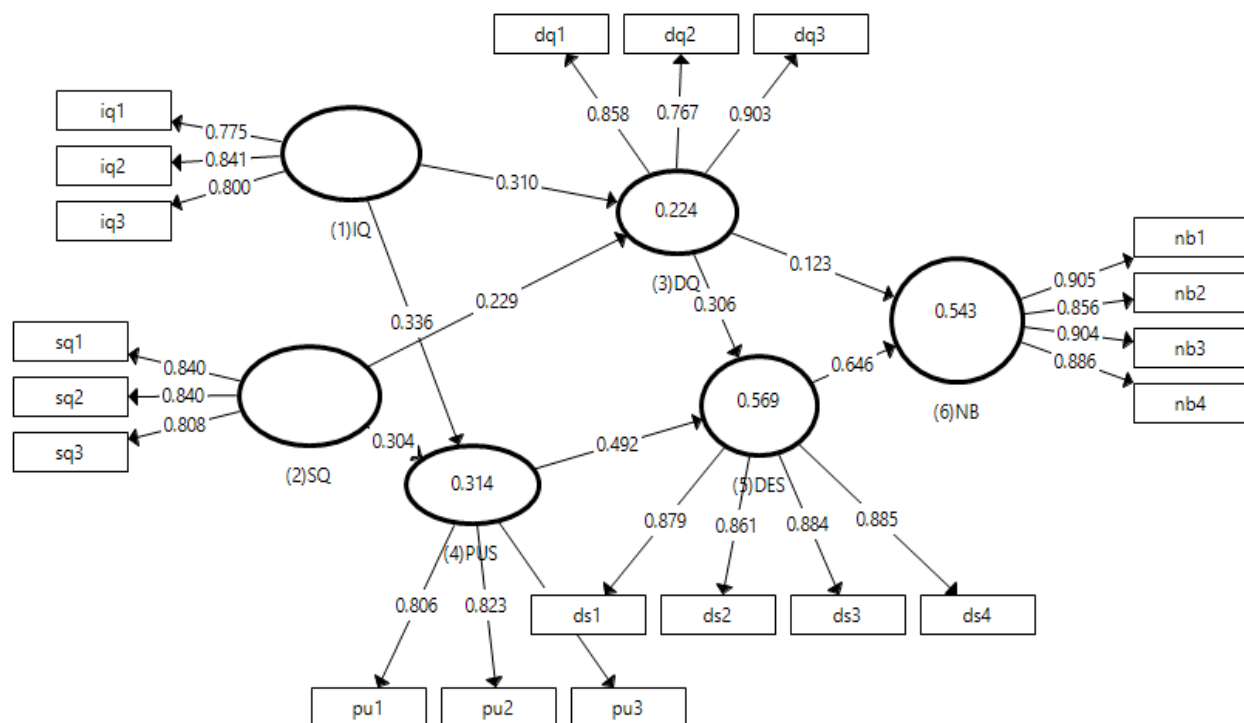 dq1
dq2
dq3
0.858
0.767
0.903
iq1
iq2
iq3
0.775
0.841
0.800
(1)IQ
0.310
0.336
0.224
(3)DQ
0.229
0.123
0.306
sq1
sq2
sq3
0.840
0.840
0.808
(2)SQ
0.304
0.314
(4)PUS
0.492
0.569
(5)DES
0.646
0.543
(6)NB
0.905
0.856
0.904
0.886
nb1
nb2
nb3
nb4
0.879
0.861
0.884
0.885
ds1
ds2
ds3
ds4
0.806
0.823
pu1
pu2
pu3